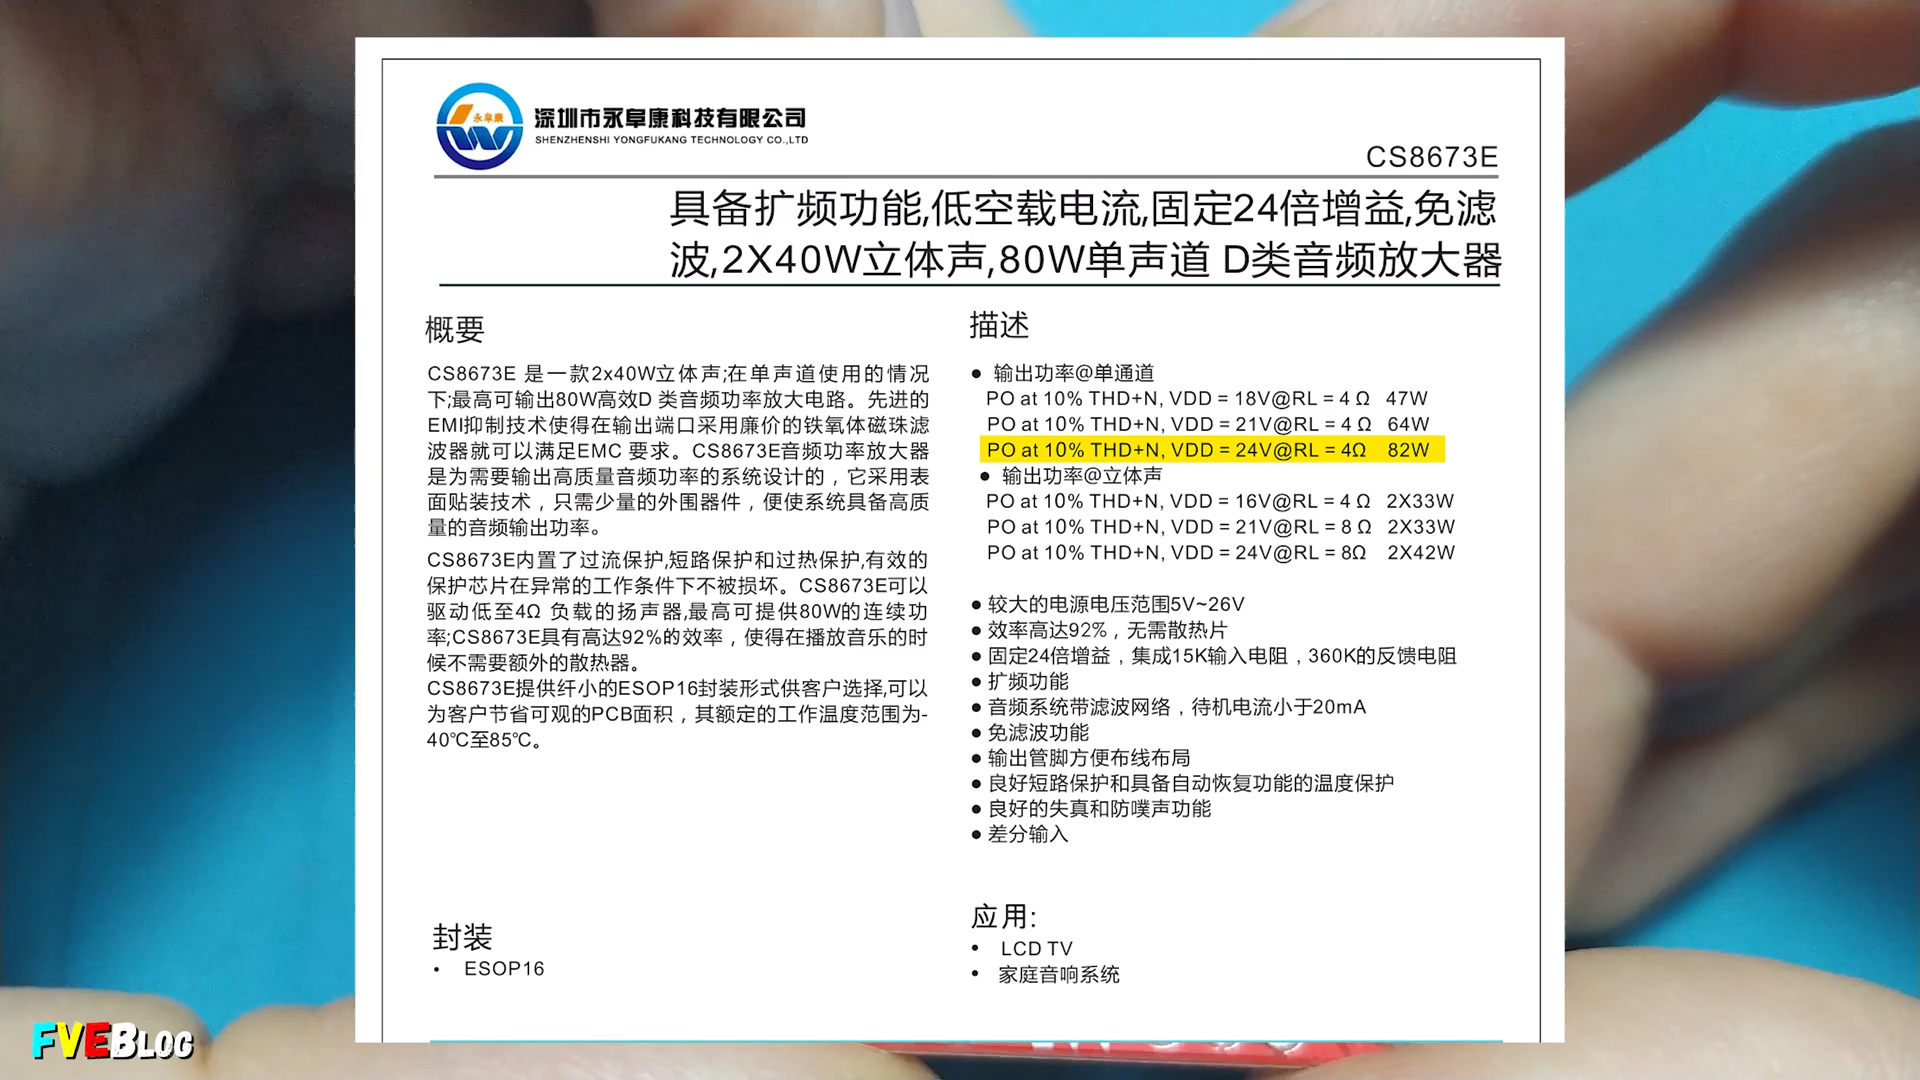 永阜康
深圳市永阜康科技有限公司
SHENZHENSHI YONGFUKANG TECHNOLOGY CO.,LTD
CS8673E
具备扩频功能,低空载电流,固定24倍增益,免滤
波,2X40W立体声,80W单声道 D类音频放大器
概要
CS8673E 是一款2x40W立体声;在单声道使用的情况
下;最高可输出80W高效D 类音频功率放大电路。先进的
EMI抑制技术使得在输出端口采用廉价的铁氧体磁珠滤
波器就可以满足EMC 要求。CS8673E音频功率放大器
是为需要输出高质量音频功率的系统设计的，它采用表
面贴装技术，只需少量的外围器件，便使系统具备高质
量的音频输出功率。
CS8673E内置了过流保护,短路保护和过热保护,有效的
保护芯片在异常的工作条件下不被损坏。CS8673E可以
驱动低至4Ω 负载的扬声器,最高可提供80W的连续功
率;CS8673E具有高达92%的效率，使得在播放音乐的时
候不需要额外的散热器。
CS8673E提供纤小的ESOP16封装形式供客户选择,可以
为客户节省可观的PCB面积，其额定的工作温度范围为-
40℃至85℃。
封装
• ESOP16
描述
● 输出功率@单通道
PO at 10% THD+N, VDD = 18V@RL = 4 Ω 47W
PO at 10% THD+N, VDD = 21V@RL = 4 Ω 64W
PO at 10% THD+N, VDD = 24V@RL = 4Ω 82W
● 输出功率@立体声
PO at 10% THD+N, VDD = 16V@RL = 4 Ω 2X33W
PO at 10% THD+N, VDD = 21V@RL = 8 Ω 2X33W
PO at 10% THD+N, VDD = 24V@RL = 8Ω 2X42W
● 较大的电源电压范围5V~26V
● 效率高达92%，无需散热片
● 固定24倍增益，集成15K输入电阻，360K的反馈电阻
● 扩频功能
● 音频系统带滤波网络，待机电流小于20mA
● 免滤波功能
● 输出管脚方便布线布局
● 良好短路保护和具备自动恢复功能的温度保护
● 良好的失真和防噗声功能
● 差分输入
应用:
• LCD TV
• 家庭音响系统
FVEBLOG